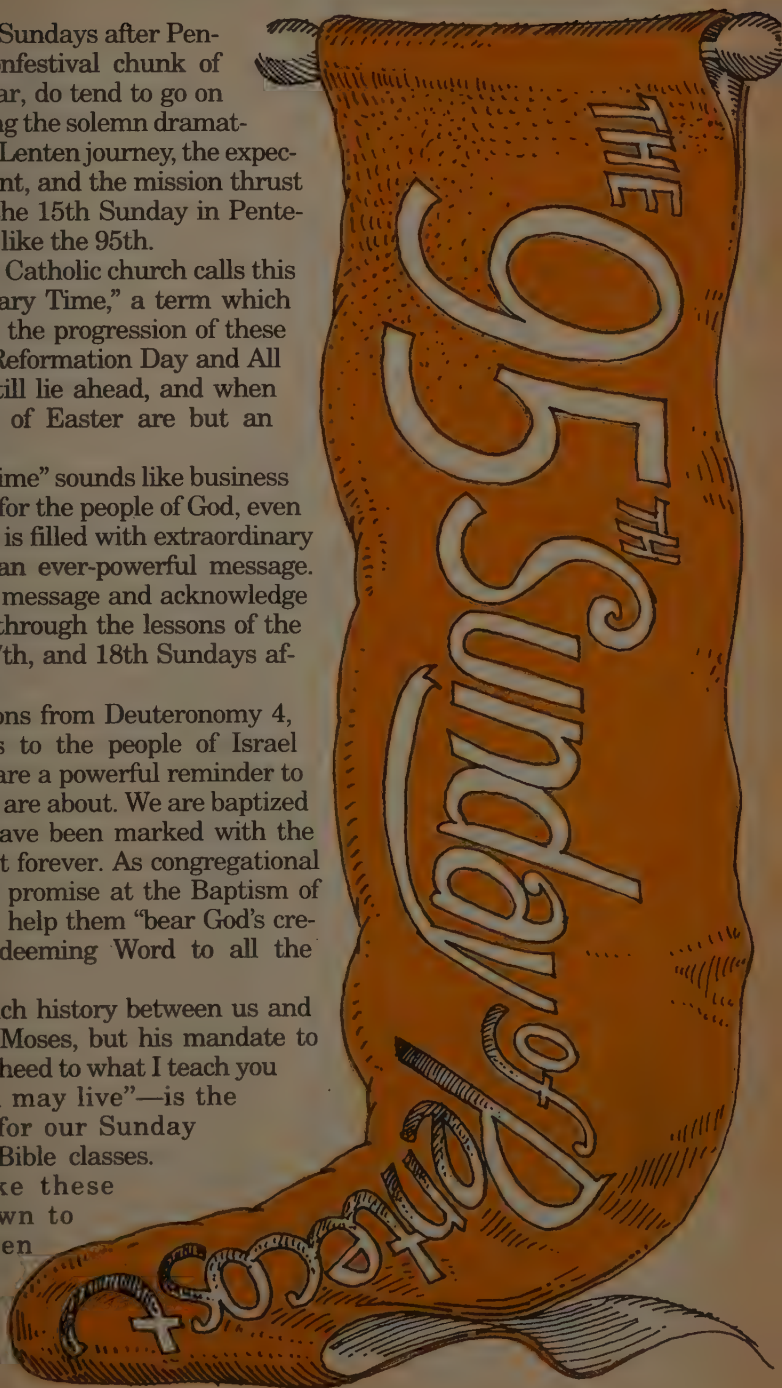 Sundays after Pen-
onfestival chunk of
ar, do tend to go on
ng the solemn dramat-
Lenten journey, the expec-
nt, and the mission thrust
he 15th Sunday in Pente-
like the 95th.
Catholic church calls this
ary Time,” a term which
the progression of these
Reformation Day and All
till lie ahead, and when
of Easter are but an
ime” sounds like business
for the people of God, even
is filled with extraordinary
an ever-powerful message.
message and acknowledge
through the lessons of the
7th, and 18th Sundays af-
ons from Deuteronomy 4,
s to the people of Israel
are a powerful reminder to
are about. We are baptized
ave been marked with the
t forever. As congregational
promise at the Baptism of
help them “bear God’s cre-
deeming Word to all the
ch history between us and
Moses, but his mandate to
heed to what I teach you
may live”—is the
for our Sunday
Bible classes.
ke these
wn to
en
THE
95TH
Sunday
of
Pentecost